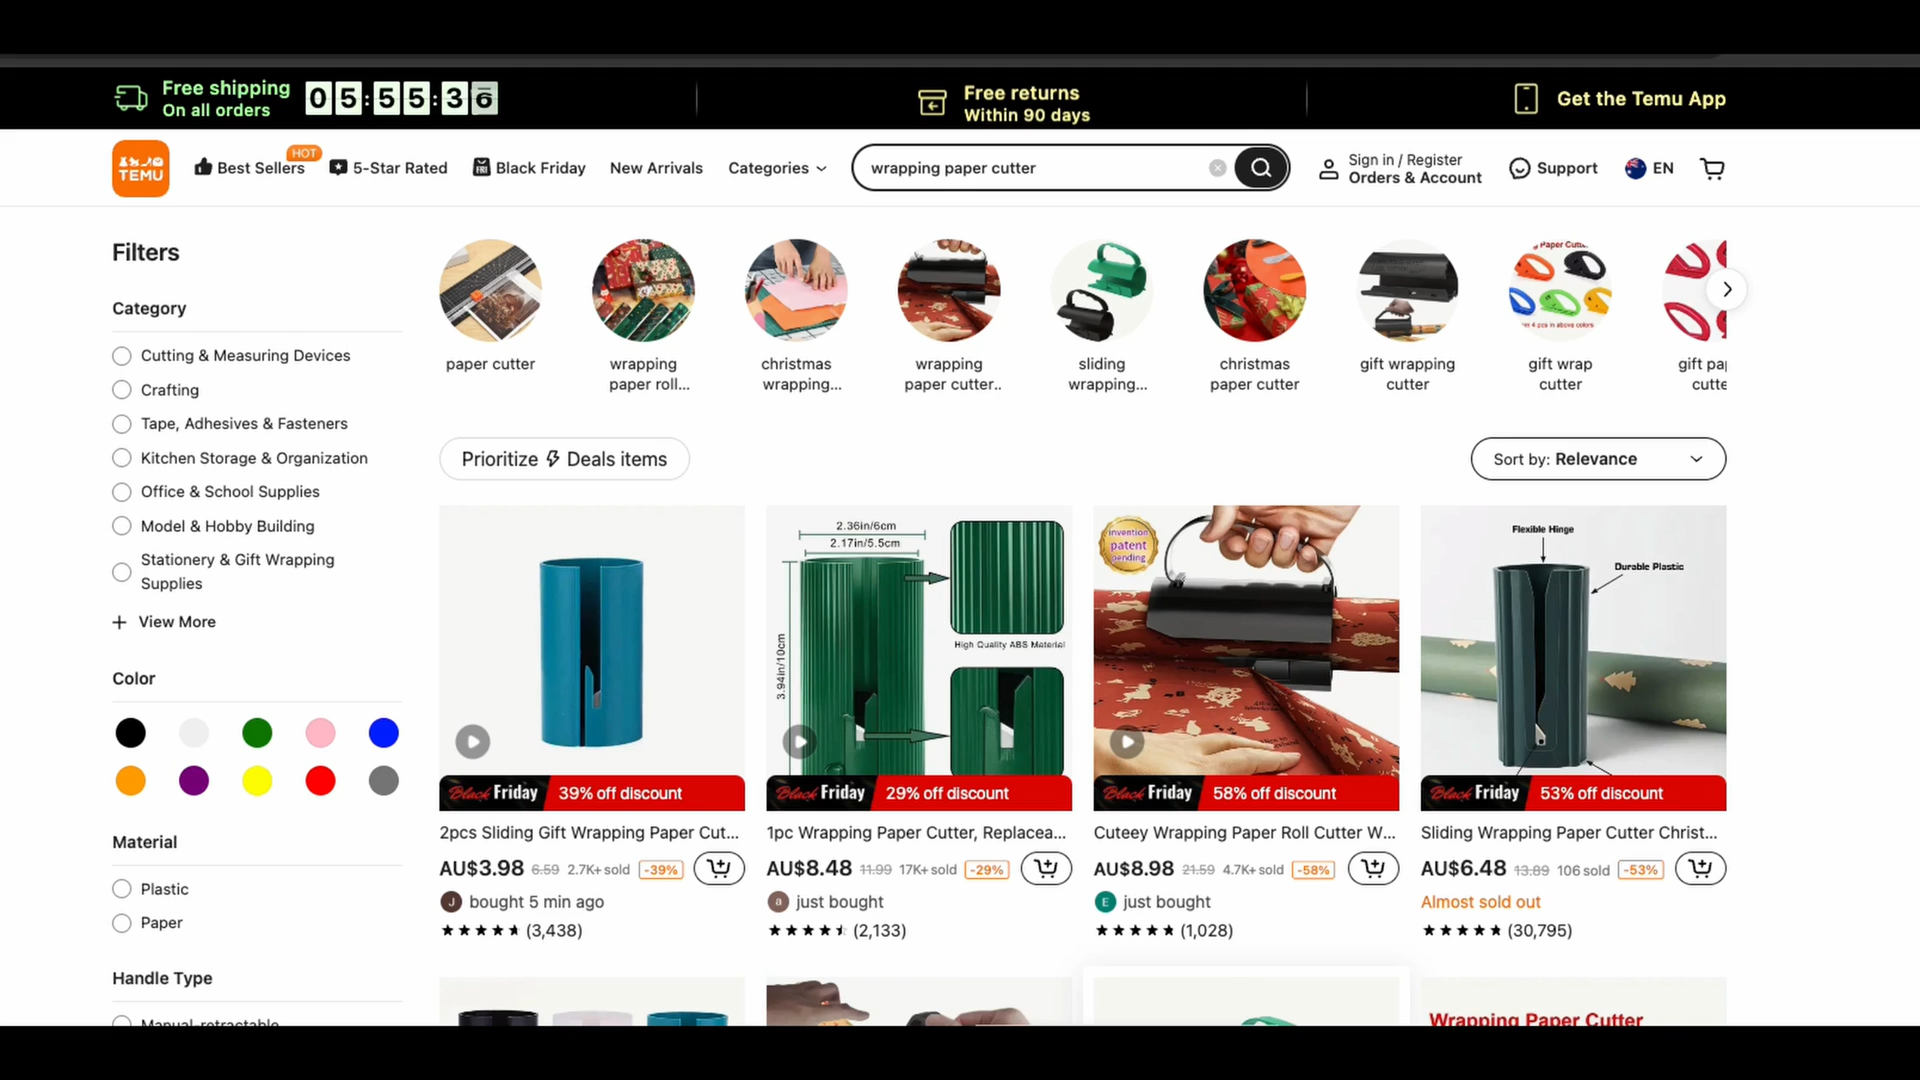 Free shipping
On all orders
05:55:36
Free returns
Within 90 days
Get the Temu App
TEMU
Best Sellers
HOT
5-Star Rated
Black Friday
New Arrivals
Categories
wrapping paper cutter
Sign in / Register
Orders & Account
Support
EN
Filters
Category
Cutting & Measuring Devices
Crafting
Tape, Adhesives & Fasteners
Kitchen Storage & Organization
Office & School Supplies
Model & Hobby Building
Stationery & Gift Wrapping
Supplies
View More
Color
Material
Plastic
Paper
Handle Type
Manual-retractable
paper cutter
wrapping
paper roll...
christmas
wrapping...
wrapping
paper cutter..
sliding
wrapping...
christmas
paper cutter
gift wrapping
cutter
gift wrap
cutter
gift pap
cutte
Prioritize Deals items
Sort by: Relevance
Black Friday 39% off discount
2pcs Sliding Gift Wrapping Paper Cut...
AU$3.98 6.59 2.7K+ sold -39%
J bought 5 min ago
(3,438)
2.36in/6cm
2.17in/5.5cm
3.94in/10cm
High Quality ABS Material
Black Friday 29% off discount
1pc Wrapping Paper Cutter, Replacea...
AU$8.48 11.99 17K+ sold -29%
a just bought
(2,133)
invention
patent
pending
Black Friday 58% off discount
Cuteey Wrapping Paper Roll Cutter W...
AU$8.98 21.59 4.7K+ sold -58%
E just bought
(1,028)
Flexible Hinge
Durable Plastic
Black Friday 53% off discount
Sliding Wrapping Paper Cutter Christ...
AU$6.48 13.89 106 sold -53%
Almost sold out
(30,795)
Wrapping Paper Cutter